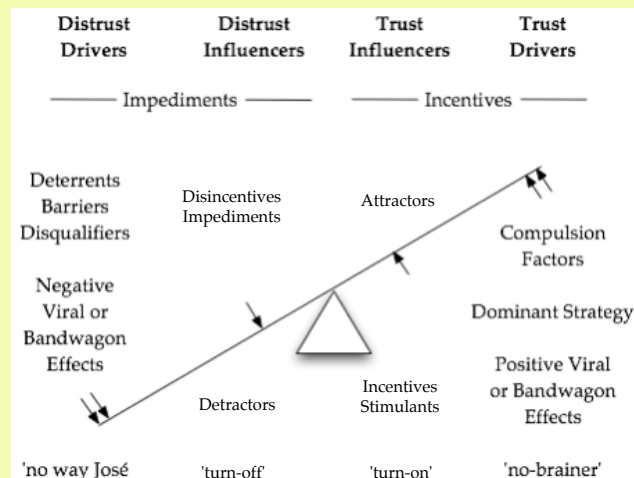 Distrust Drivers
Distrust Influencers
Trust Influencers
Trust Drivers
Impediments
Incentives
Deterrents
Barriers
Disqualifiers
Negative
Viral or
Bandwagon
Effects
'no way José
Disincentives
Impediments
Detractors
'turn-off'
Attractors
Incentives
Stimulants
'turn-on'
Compulsion
Factors
Dominant Strategy
Positive Viral
or Bandwagon
Effects
'no-brainer'